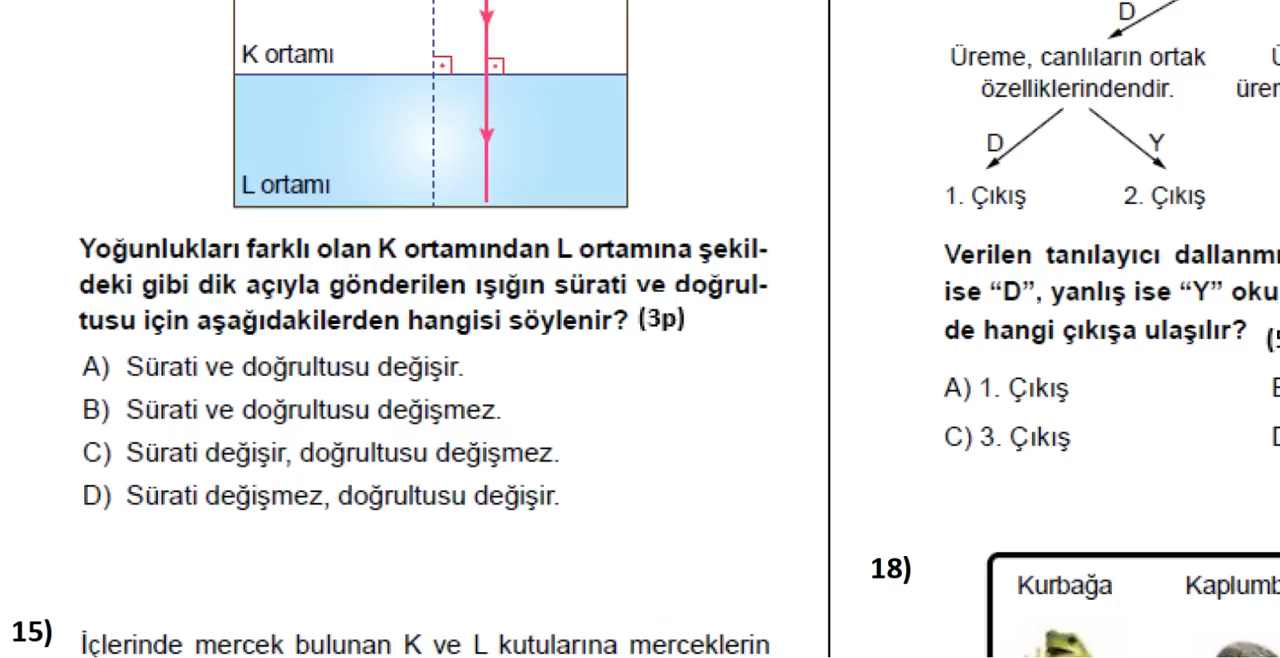 K ortamı
L ortamı
Yoğunlukları farklı olan K ortamından L ortamına şekil-
deki gibi dik açıyla gönderilen ışığın sürati ve doğrul-
tusu için aşağıdakilerden hangisi söylenir? (3p)
A) Sürati ve doğrultusu değişir.
B) Sürati ve doğrultusu değişmez.
C) Sürati değişir, doğrultusu değişmez.
D) Sürati değişmez, doğrultusu değişir.
15) İçlerinde mercek bulunan K ve L kutularına merceklerin
D
Üreme, canlıların ortak
özelliklerindendir.
D Y
1. Çıkış 2. Çıkış
Verilen tanılayıcı
ise “D”, yanlış ise “Y”
de hangi çıkışa ulaşılır?
A) 1. Çıkış
C) 3. Çıkış
18)
Kurbağa